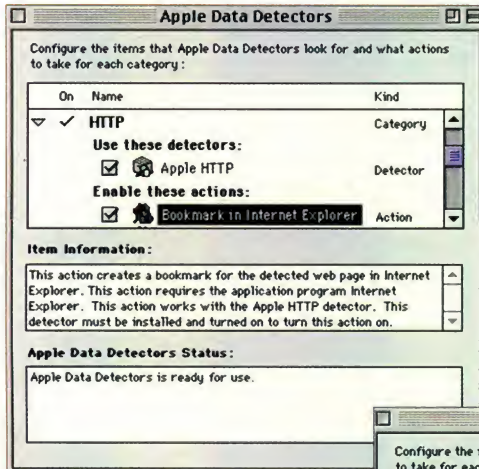 Apple Data Detectors
Configure the items that Apple Data Detectors look for and what actions
to take for each category:
On Name Kind
HTTP Category
Use these detectors:
Apple HTTP Detector
Enable these actions:
Bookmark in Internet Explorer Action
Item Information:
This action creates a bookmark for the detected web page in Internet
Explorer. This action requires the application program Internet
Explorer. This action works with the Apple HTTP detector. This
detector must be installed and turned on to turn this action on.
Apple Data Detectors Status:
Apple Data Detectors is ready for use.
Configure the
to take for